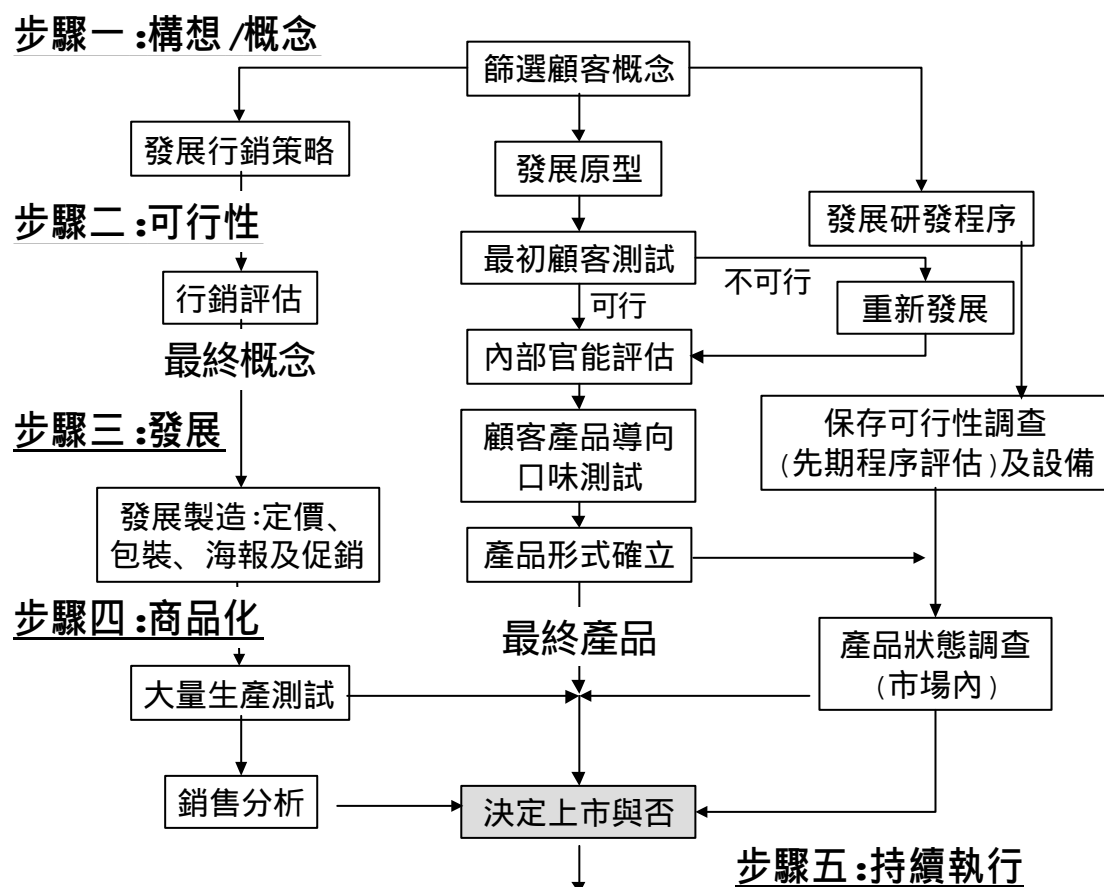 步驟一:構想/概念
篩選顧客概念
發展行銷策略
發展原型
步驟二:可行性
發展研發程序
最初顧客測試
不可行
行銷評估
可行
重新發展
最終概念
內部官能評估
步驟三:發展
顧客產品導向
口味測試
保存可行性調查
(先期程序評估)及設備
發展製造:定價、
包裝、海報及促銷
產品形式確立
步驟四:商品化
最終產品
產品狀態調查
(市場內)
大量生產測試
銷售分析
決定上市與否
步驟五:持續執行